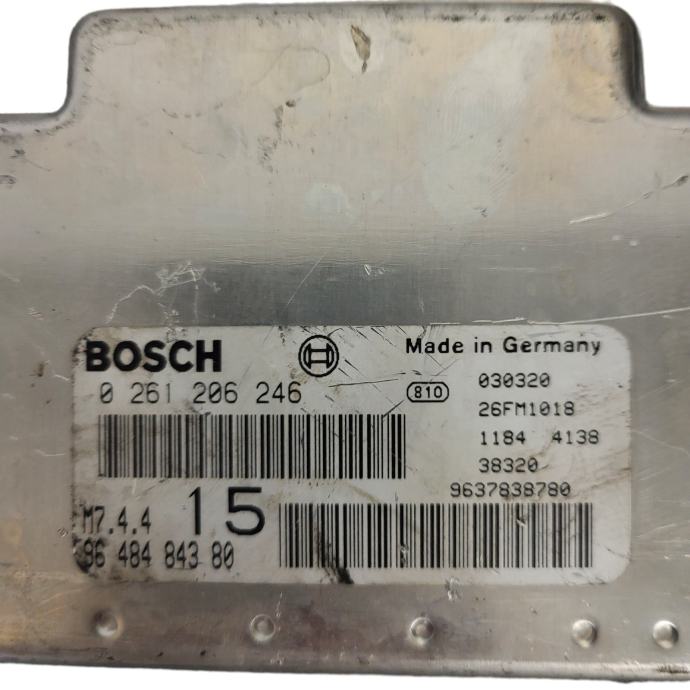 BOSCH
Made in Germany
0 261 206 246
810
030320
26FM1018
1184 4138
38320
9637838780
M7.4.4
15
96 484 843 80